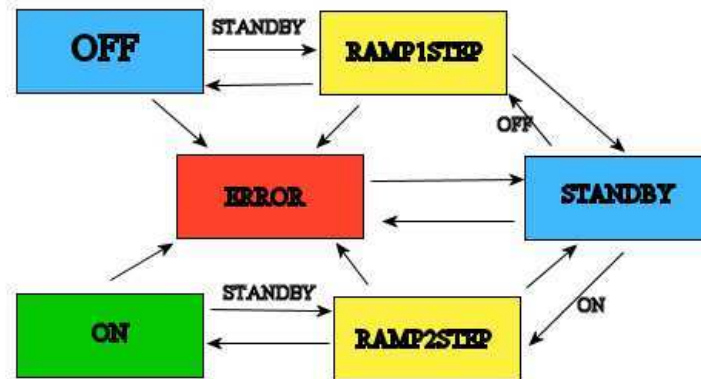 OFF
STANDBY
RAMP1STEP
OFF
ERROR
STANDBY
ON
STANDBY
RAMP2STEP
ON